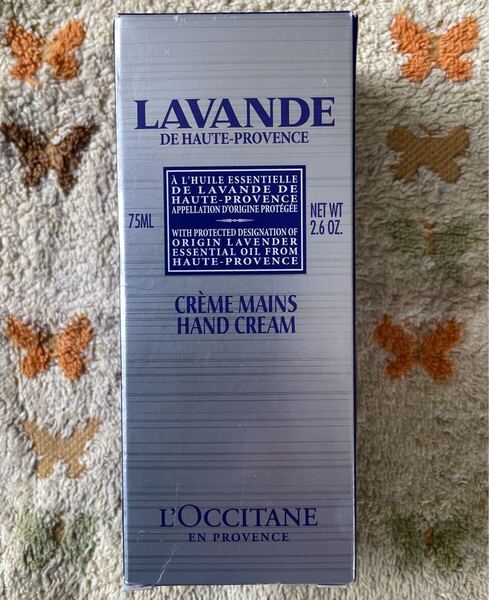 LAVANDE
DE HAUTE-PROVENCE
À L'HUILE ESSENTIELLE
DE LAVANDE DE
HAUTE-PROVENCE
APPELLATION D'ORIGINE PROTÉGÉE
WITH PROTECTED DESIGNATION OF
ORIGIN LAVENDER
ESSENTIAL OIL FROM
HAUTE-PROVENCE
75ML
NET WT
2.6 OZ.
CRÈME MAINS
HAND CREAM
L'OCCITANE
EN PROVENCE